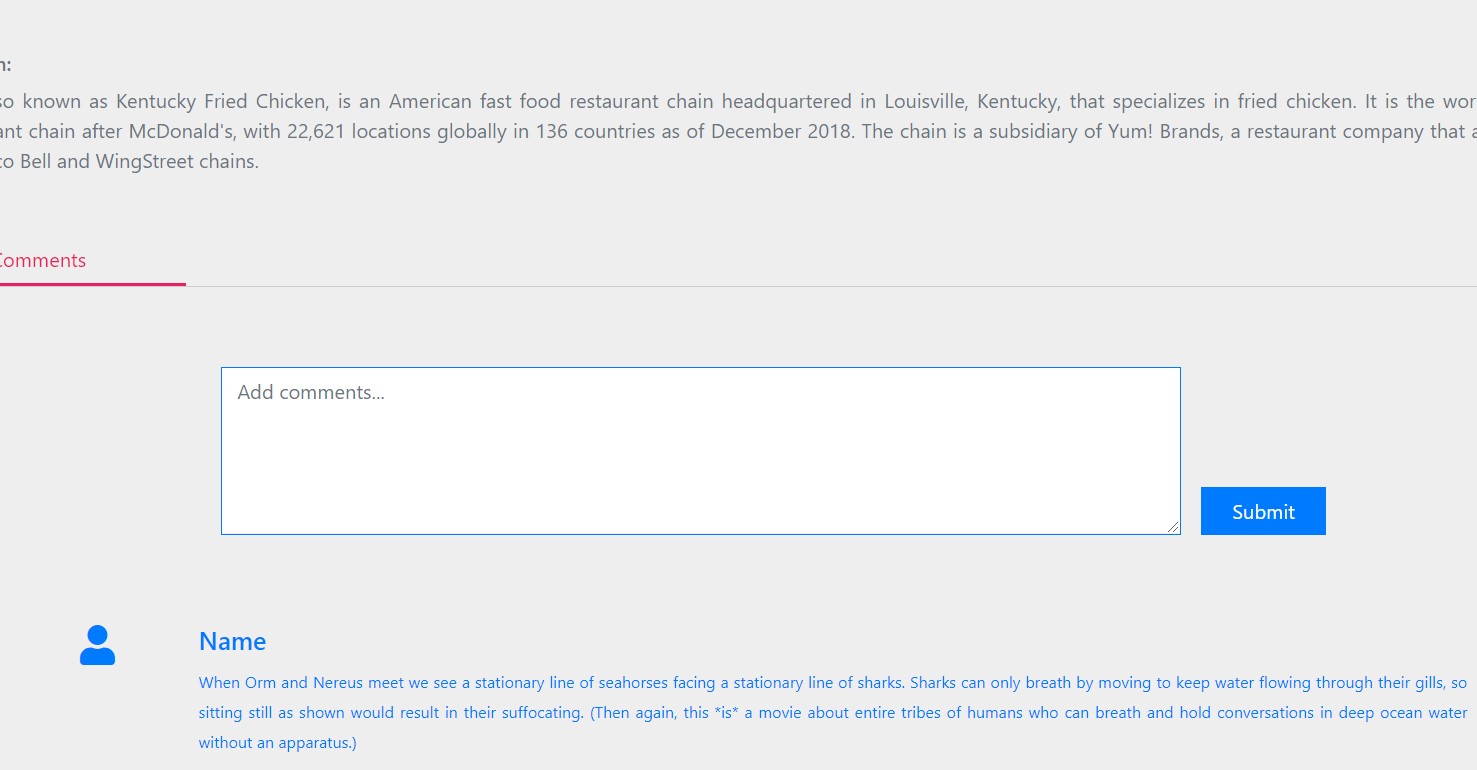 known as Kentucky Fried Chicken, is an American fast food restaurant chain headquartered in Louisville, Kentucky, that specializes in fried chicken. It is the
chain after McDonald's, with 22,621 locations globally in 136 countries as of December 2018. The chain is a subsidiary of Yum! Brands, a restaurant company that
Bell and WingStreet chains.
Comments
Add comments...
Submit
Name
When Orm and Nereus meet we see a stationary line of seahorses facing a stationary line of sharks. Sharks can only breath by moving to keep water flowing through their gills, so
sitting still as shown would result in their suffocating. (Then again, this *is* a movie about entire tribes of humans who can breath and hold conversations in deep ocean water
without an apparatus.)